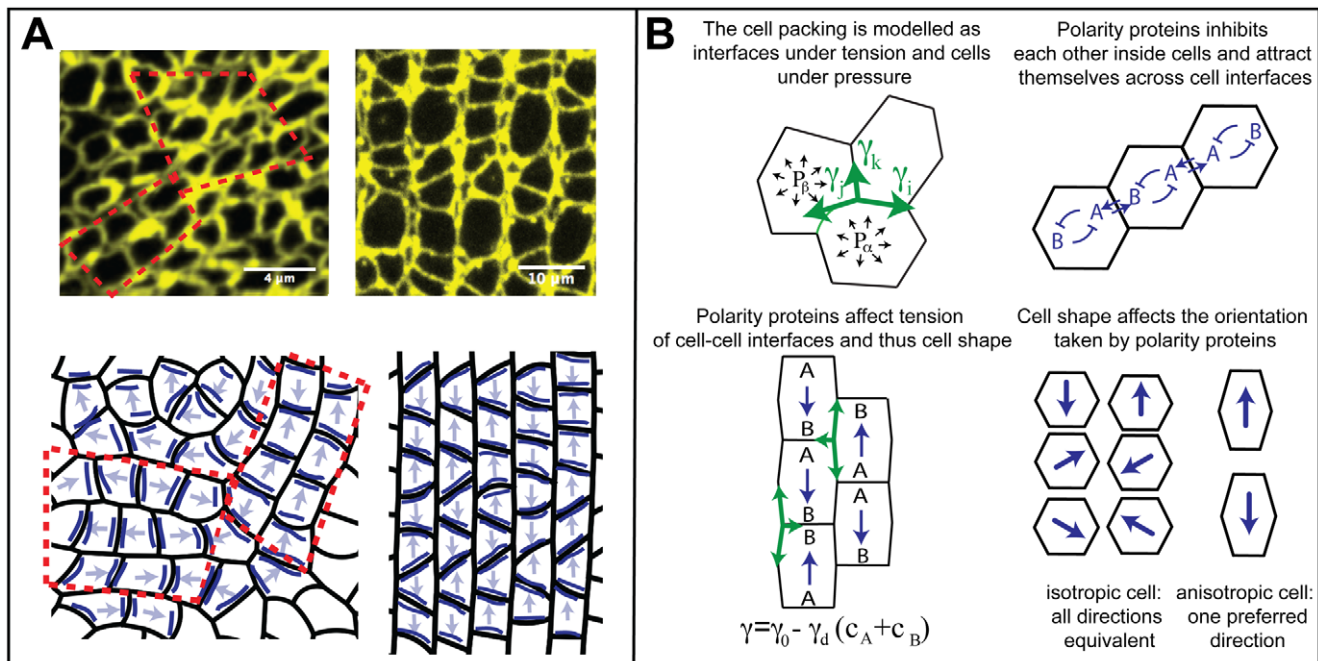 A
4 µm
10 µm
B
The cell packing is modelled as
interfaces under tension and cells
under pressure
γk
γj
γi
Pβ
Pα
Polarity proteins inhibits
each other inside cells and attract
themselves across cell interfaces
B A B A A B
Polarity proteins affect tension
of cell-cell interfaces and thus cell shape
A
B
B
A
A
B
A
B
B
A
B
A
γ=γ0 - γd (cA+cB)
Cell shape affects the orientation
taken by polarity proteins
isotropic cell:
all directions
equivalent
anisotropic cell:
one preferred
direction